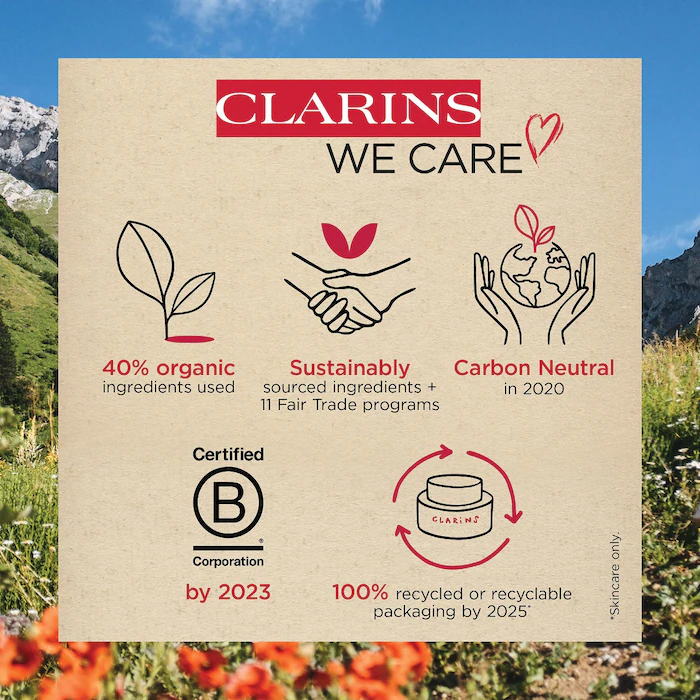 CLARINS
WE CARE
40% organic
ingredients used
Sustainably
sourced ingredients +
11 Fair Trade programs
Carbon Neutral
in 2020
Certified
B
®
Corporation
by 2023
CLARINS
100% recycled or recyclable
packaging by 2025*
*Skincare only.